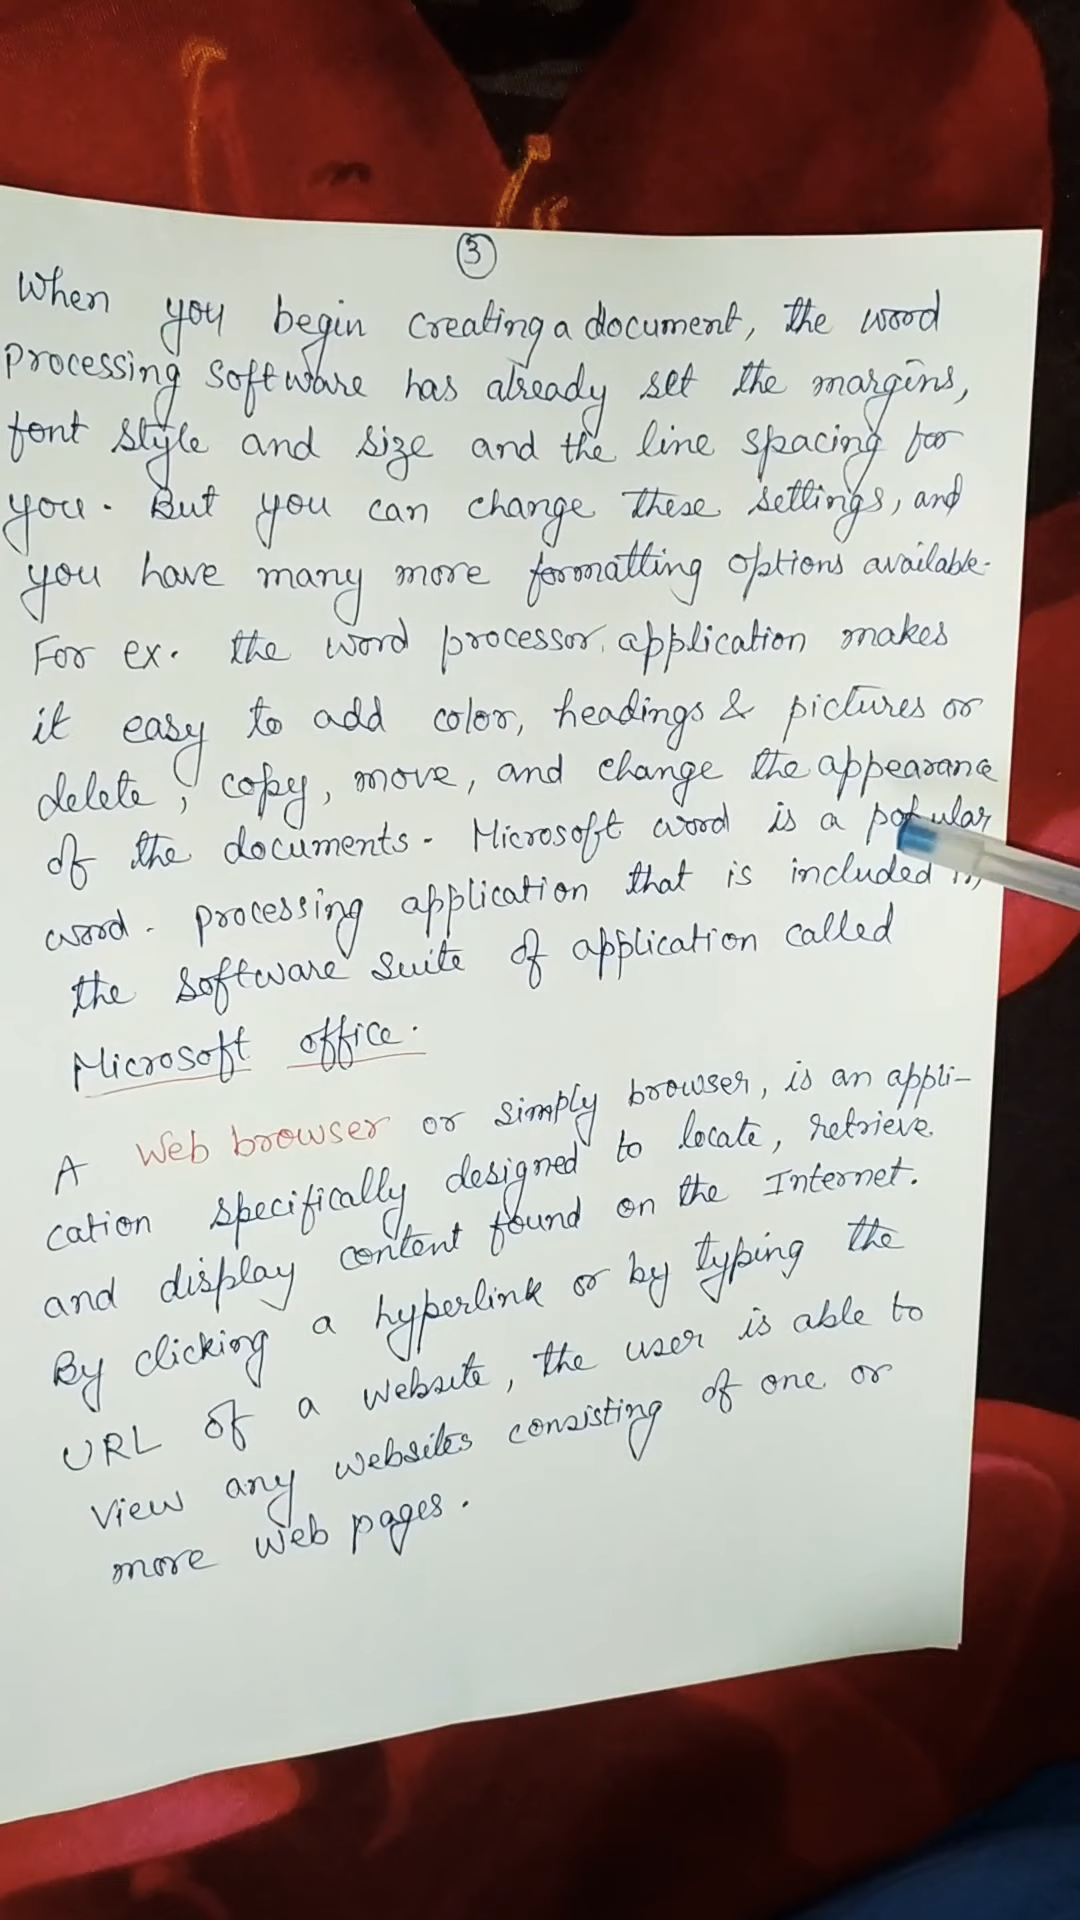 3
When you begin creating a document, the word
processing software has already set the margins,
font style and size and the line spacing for
you. But you can change these settings, and
you have many more formatting options available.
For ex. the word processor, application makes
it easy to add color, headings & pictures or
delete, copy, move, and change the appearance
of the documents. Microsoft word is a popular
word-processing application that is included in
the software suite of application called
Microsoft office.
A Web browser or simply browser, is an appli-
cation specifically designed to locate, retrieve.
and display content found on the Internet.
By clicking a hyperlink or by typing the
URL of a website, the user is able to
view any websites consisting of one or
more web pages.